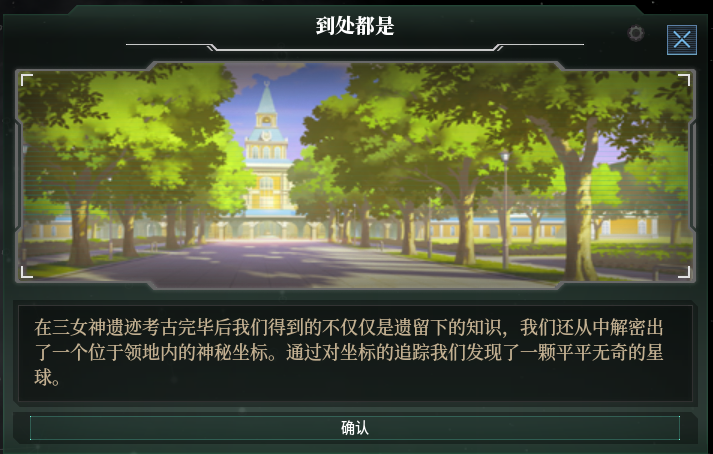 到处都是
在三女神遗迹考古完毕后我们得到的不仅仅是遗留下的知识，我们还从中解密出
了一个位于领地内的神秘坐标。通过对坐标的追踪我们发现了一颗平平无奇的星
球。
确认